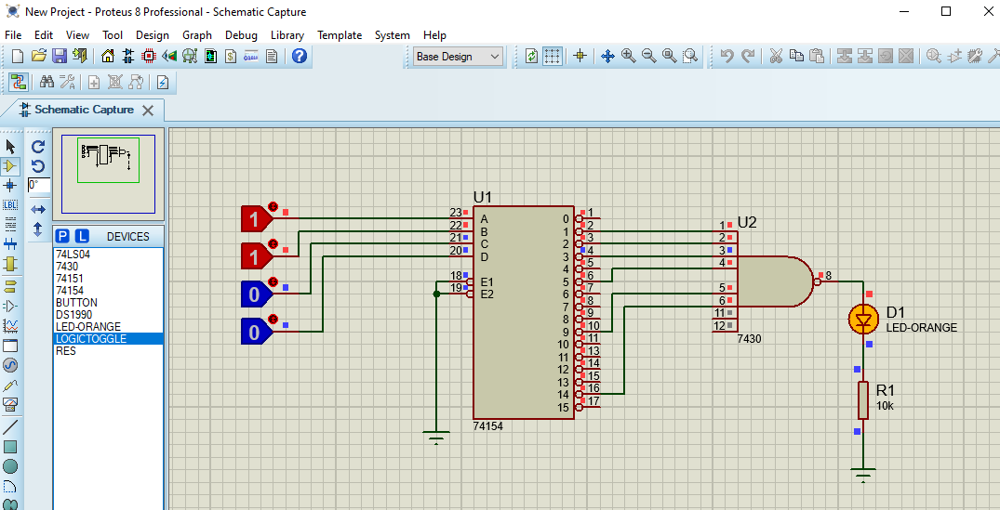 New Project - Proteus 8 Professional - Schematic Capture
File Edit View Tool Design Graph Debug Library Template System Help
Base Design
Schematic Capture
0°
LBL
P L DEVICES
74LS04
7430
74151
74154
BUTTON
DS1990
LED-ORANGE
LOGICTOGGLE
RES
1
1
0
0
U1
23 A 0 1
22 B 1 2
21 C 2 3
20 D 3 4
4 5
18 E1 5 6
19 E2 6 7
7 8
8 9
9 10
10 11
11 13
12 14
13 15
14 16
15 17
74154
U2
1
2
3
4
5
6
11
12
8
7430
D1
LED-ORANGE
R1
10k